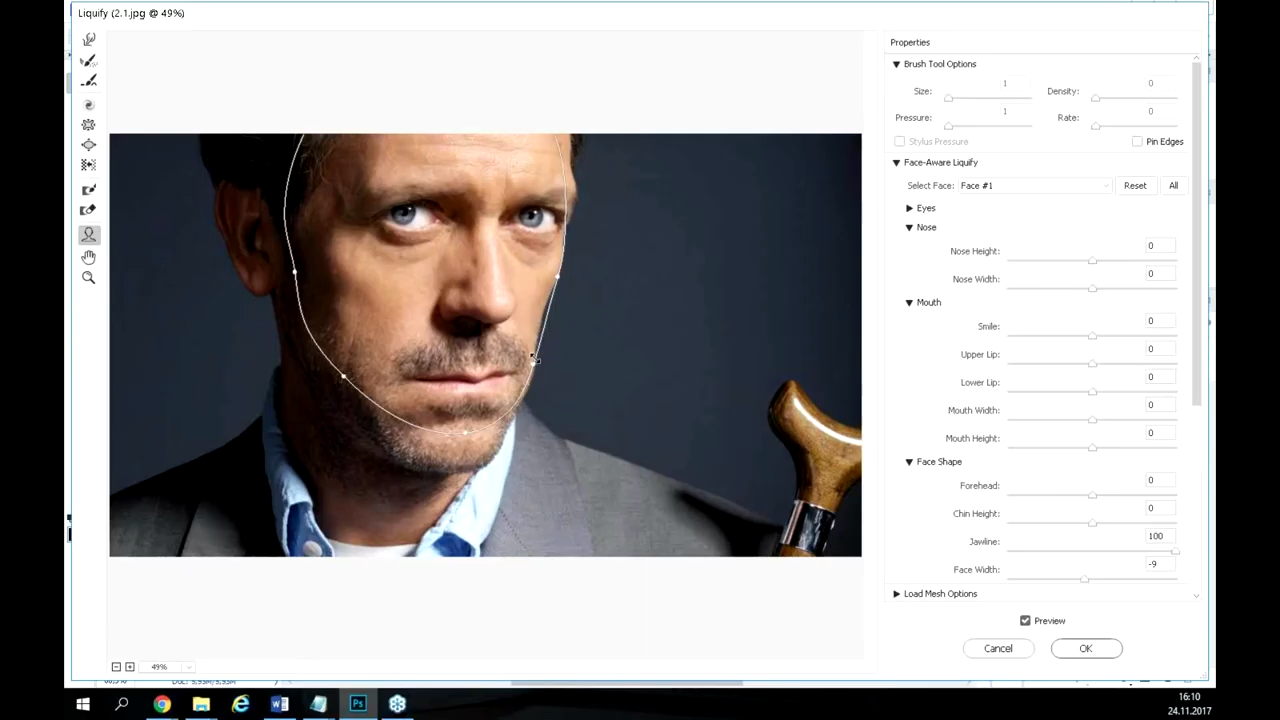 Liquify (2.1.jpg @ 49%)
Properties
Brush Tool Options
Size: 1 Density: 0
Pressure: 1 Rate: 0
Stylus Pressure Pin Edges
Face-Aware Liquify
Select Face: Face #1 Reset All
Eyes
Nose
Nose Height: 0
Nose Width: 0
Mouth
Smile: 0
Upper Lip: 0
Lower Lip: 0
Mouth Width: 0
Mouth Height: 0
Face Shape
Forehead: 0
Chin Height: 0
Jawline: 100
Face Width: -9
Load Mesh Options
Preview
Cancel OK
49%
Ps
16:10
24.11.2017